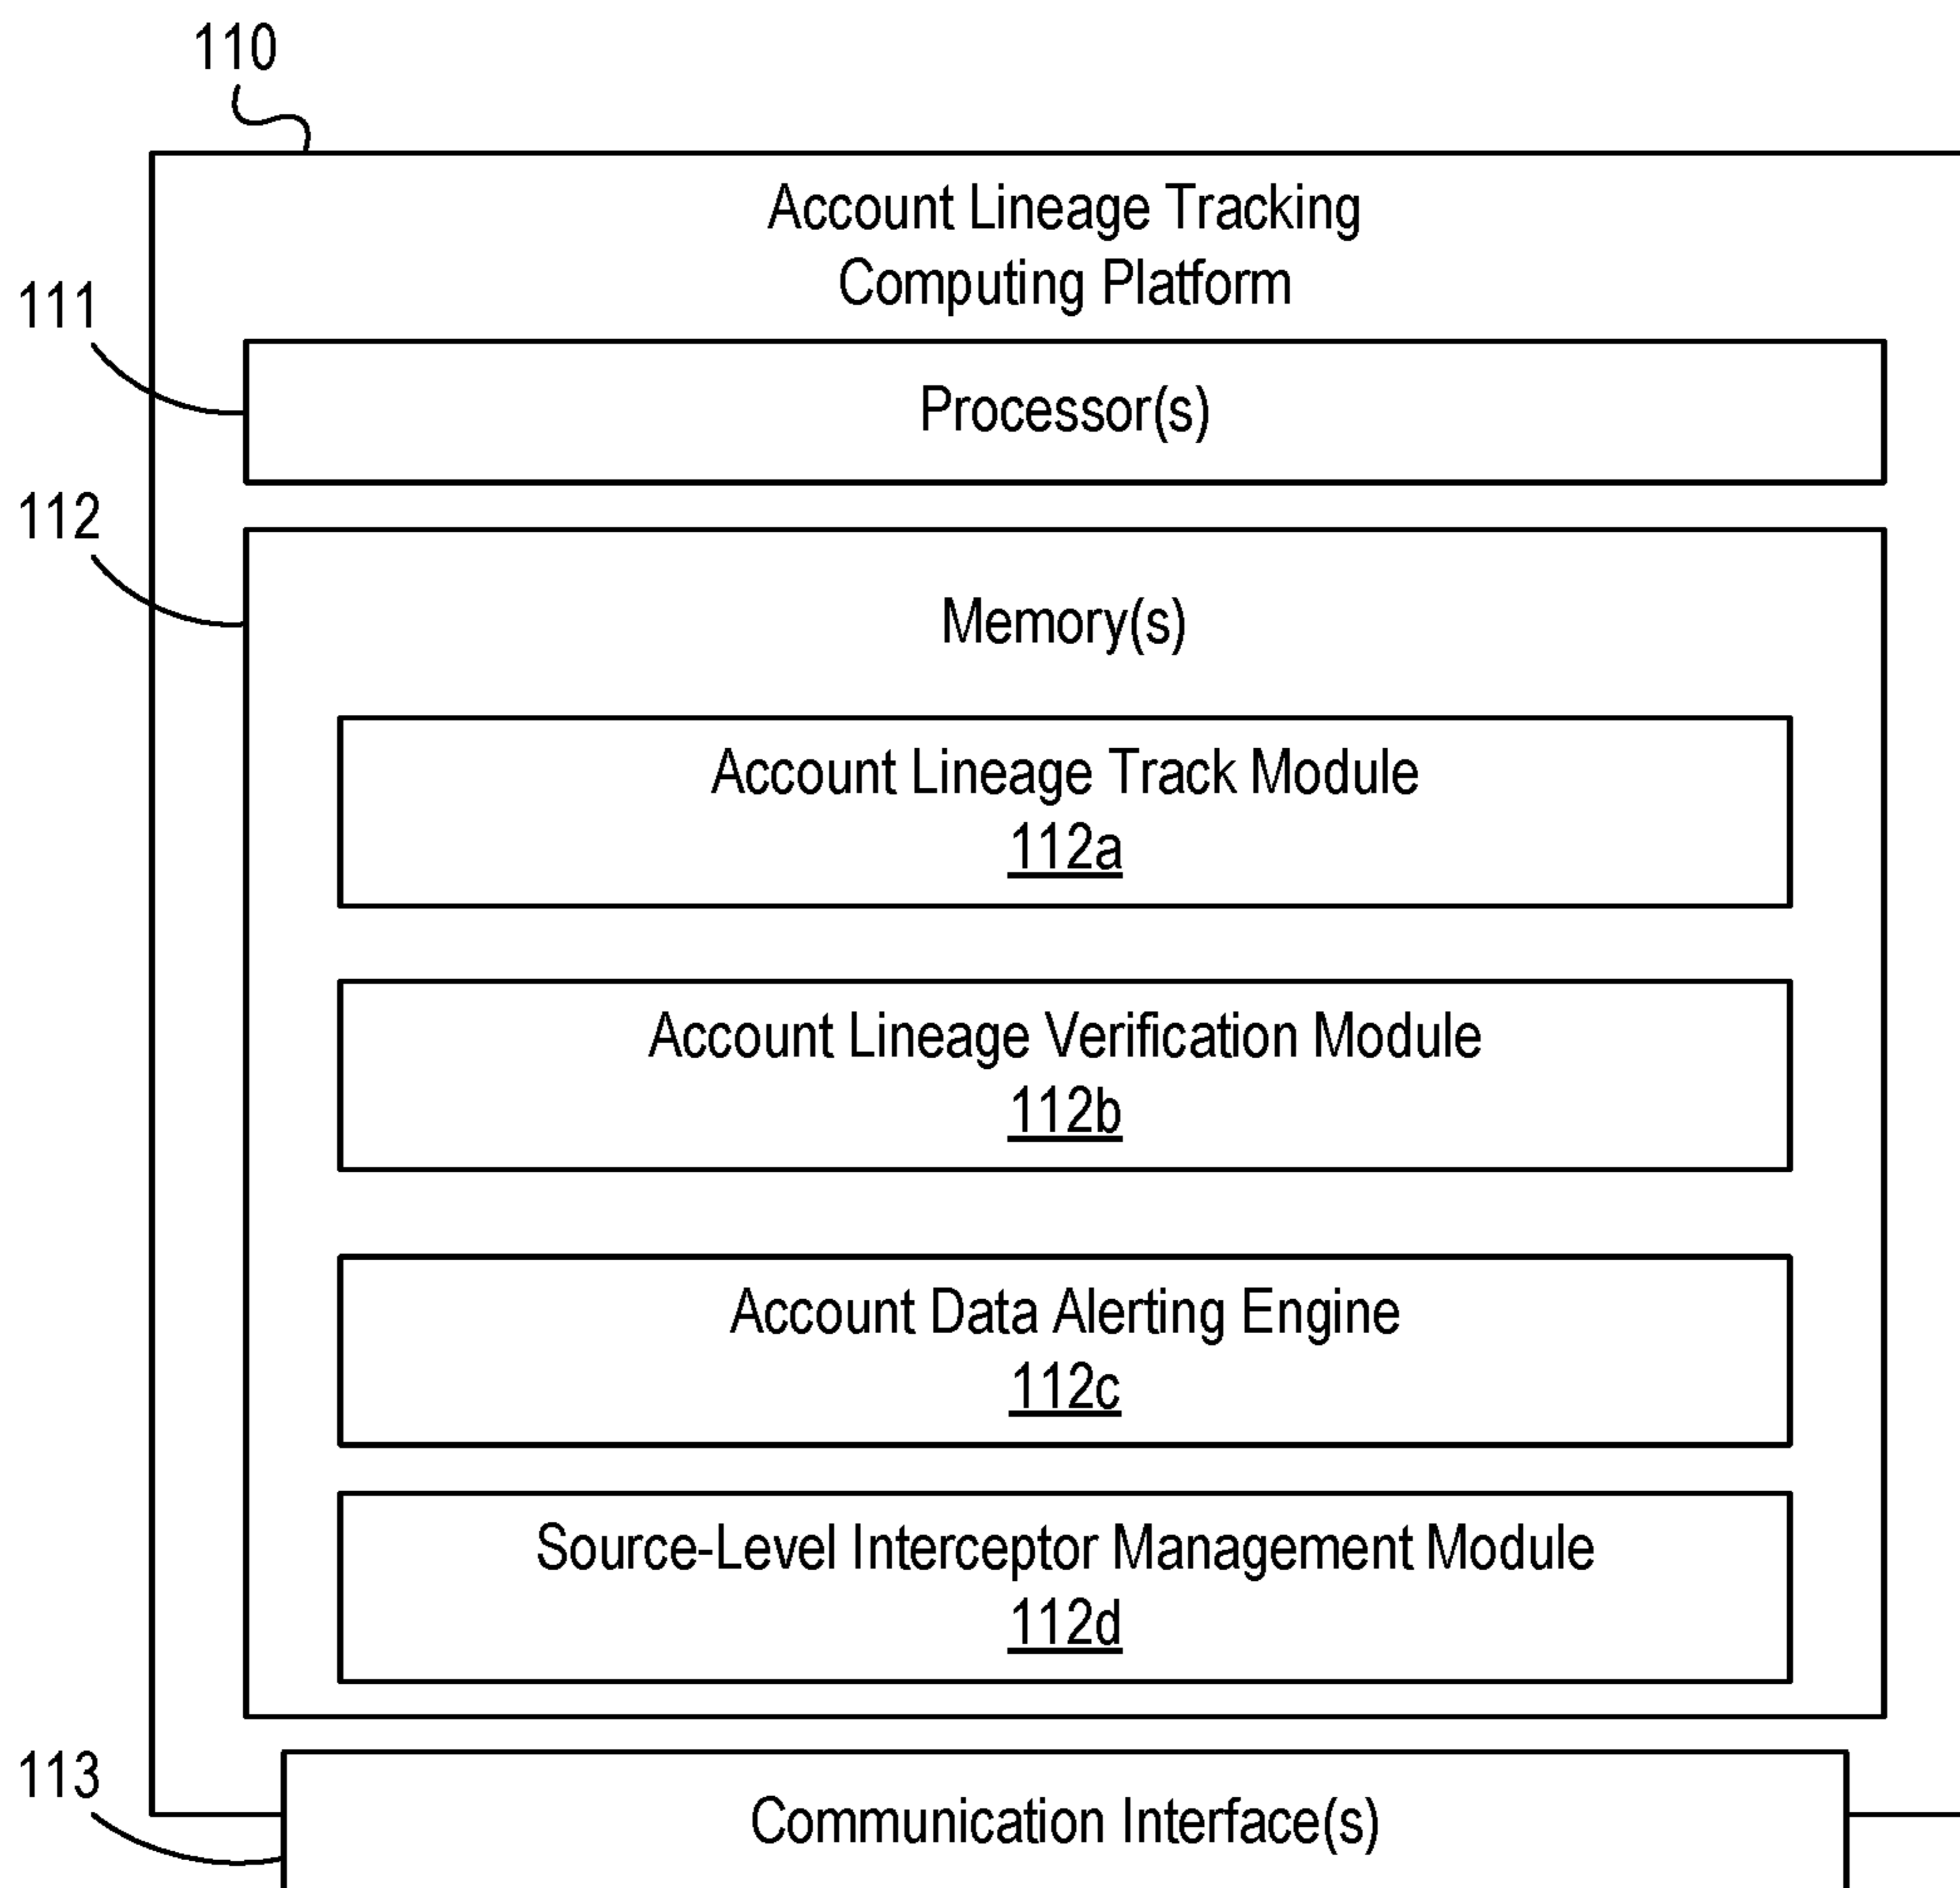 110
Account Lineage Tracking
Computing Platform
111
Processor(s)
112
Memory(s)
Account Lineage Track Module
112a
Account Lineage Verification Module
112b
Account Data Alerting Engine
112c
Source-Level Interceptor Management Module
112d
113
Communication Interface(s)